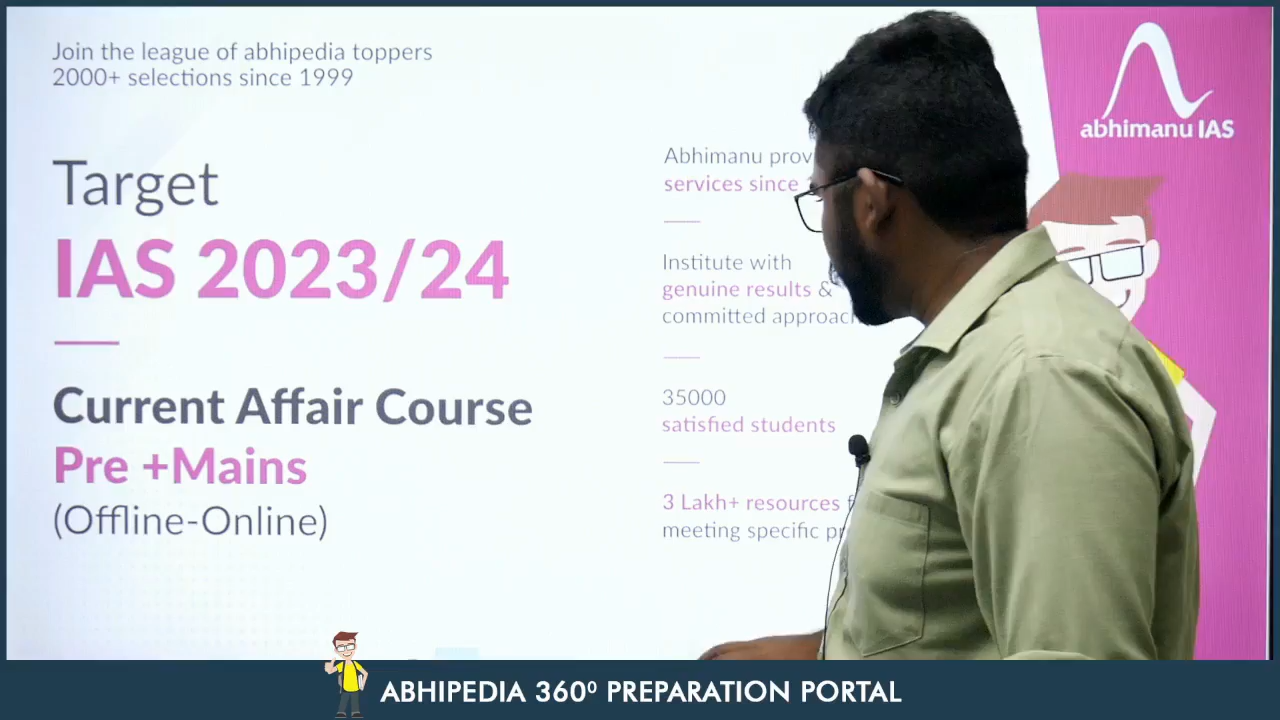 Join the league of abhipedia toppers
2000+ selections since 1999
Target
IAS 2023/24
Current Affair Course
Pre +Mains
(Offline-Online)
Abhimanu
services since
Institute with
genuine results &
committed
35000
satisfied students
3 Lakh+ resources
meeting specific
abhimanu IAS
ABHIPEDIA 360⁰ PREPARATION PORTAL